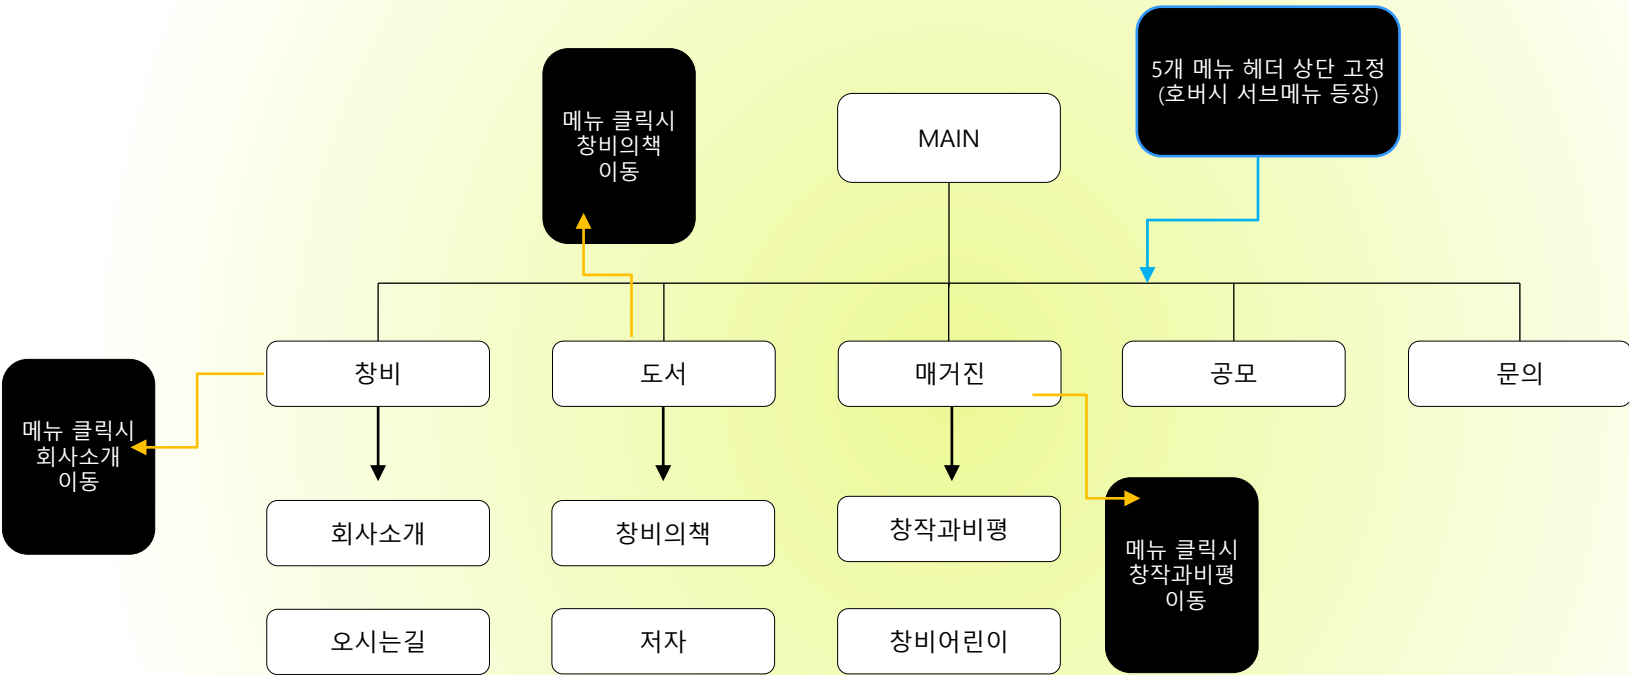 5개 메뉴 헤더 상단 고정
(호버시 서브메뉴 등장)
메뉴 클릭시
창비의책
이동
MAIN
창비
도서
매거진
공모
문의
메뉴 클릭시
회사소개
이동
회사소개
창비의책
창작과비평
메뉴 클릭시
창작과비평
이동
오시는길
저자
창비어린이